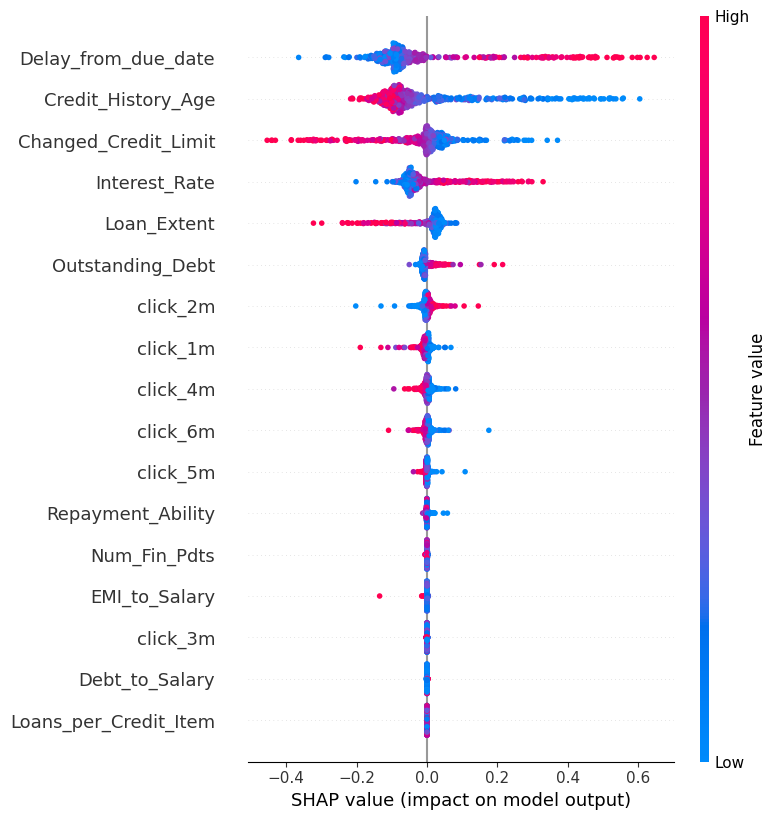 High
Delay_from_due_date
Credit_History_Age
Changed_Credit_Limit
Interest_Rate
Loan_Extent
Outstanding_Debt
click_2m
click_1m
click_4m
click_6m
click_5m
Repayment_Ability
Num_Fin_Pdts
EMI_to_Salary
click_3m
Debt_to_Salary
Loans_per_Credit_Item
Feature value
Low
−0.4 −0.2 0.0 0.2 0.4 0.6
SHAP value (impact on model output)